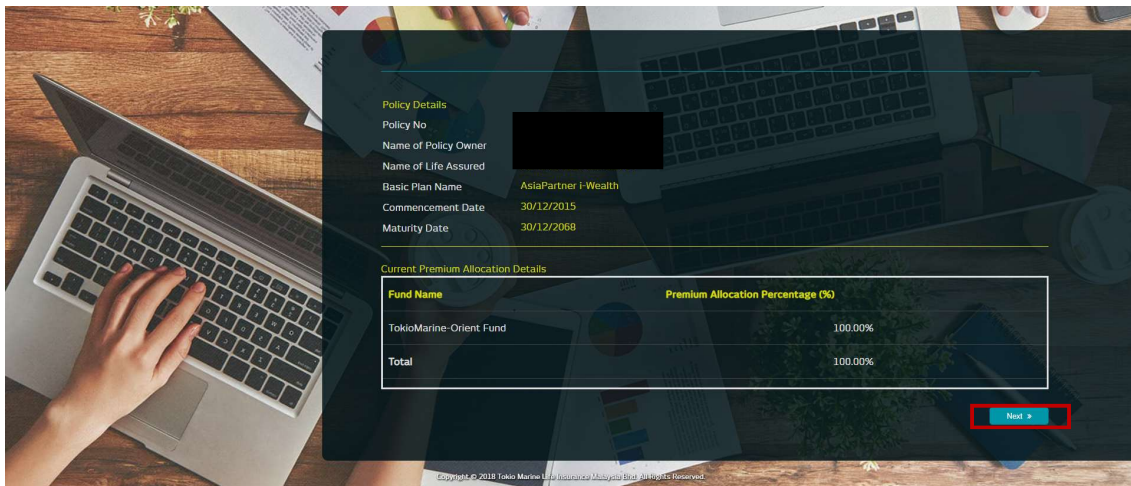 Policy Details
Policy No
Name of Policy Owner
Name of Life Assured
Basic Plan Name AsiaPartner i-Wealth
Commencement Date 30/12/2015
Maturity Date 30/12/2068
Current Premium Allocation Details
Fund Name Premium Allocation Percentage (%)
TokioMarine-Orient Fund 100.00%
Total 100.00%
Next »
Copyright © 2018 Tokio Marine Life Insurance Malaysia Bhd. All Rights Reserved.